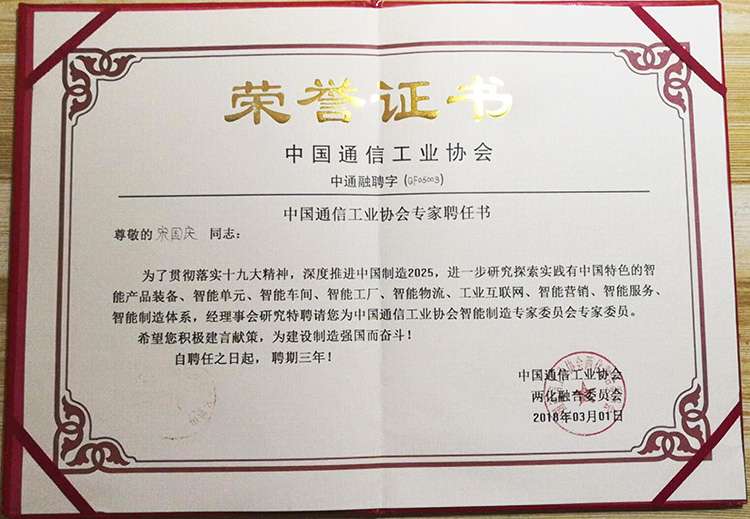 荣誉证书
中国通信工业协会
中通融聘字(GF05003)
中国通信工业协会专家聘任书
尊敬的宋国庆 同志：
为了贯彻落实十九大精神，深度推进中国制造2025，进一步研究探索实践有中国特色的智
能产品装备、智能单元、智能车间、智能工厂、智能物流、工业互联网、智能营销、智能服务、
智能制造体系，经理事会研究特聘请您为中国通信工业协会智能制造专家委员会专家委员。
希望您积极建言献策，为建设制造强国而奋斗！
自聘任之日起，聘期三年！
中国通信工业协会
两化融合委员会
2018年03月01日